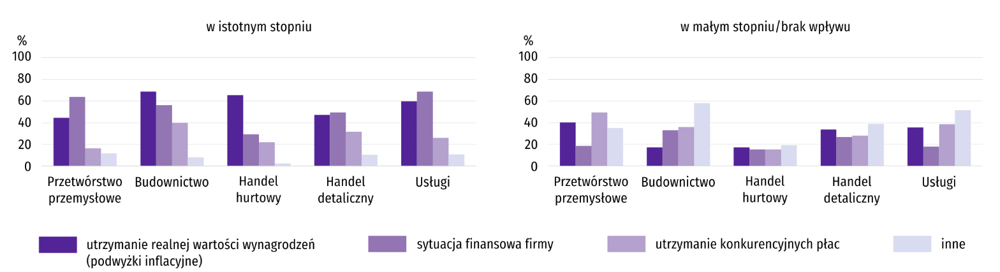 w istotnym stopniu
%
100
80
60
40
20
0
Przetwórstwo
przemysłowe
Budownictwo
Handel
hurtowy
Handel
detaliczny
Usługi
w małym stopniu/brak wpływu
%
100
80
60
40
20
0
Przetwórstwo
przemysłowe
Budownictwo
Handel
hurtowy
Handel
detaliczny
Usługi
utrzymanie realnej wartości wynagrodzeń
(podwyżki inflacyjne)
sytuacja finansowa firmy
utrzymanie konkurencyjnych płac
inne